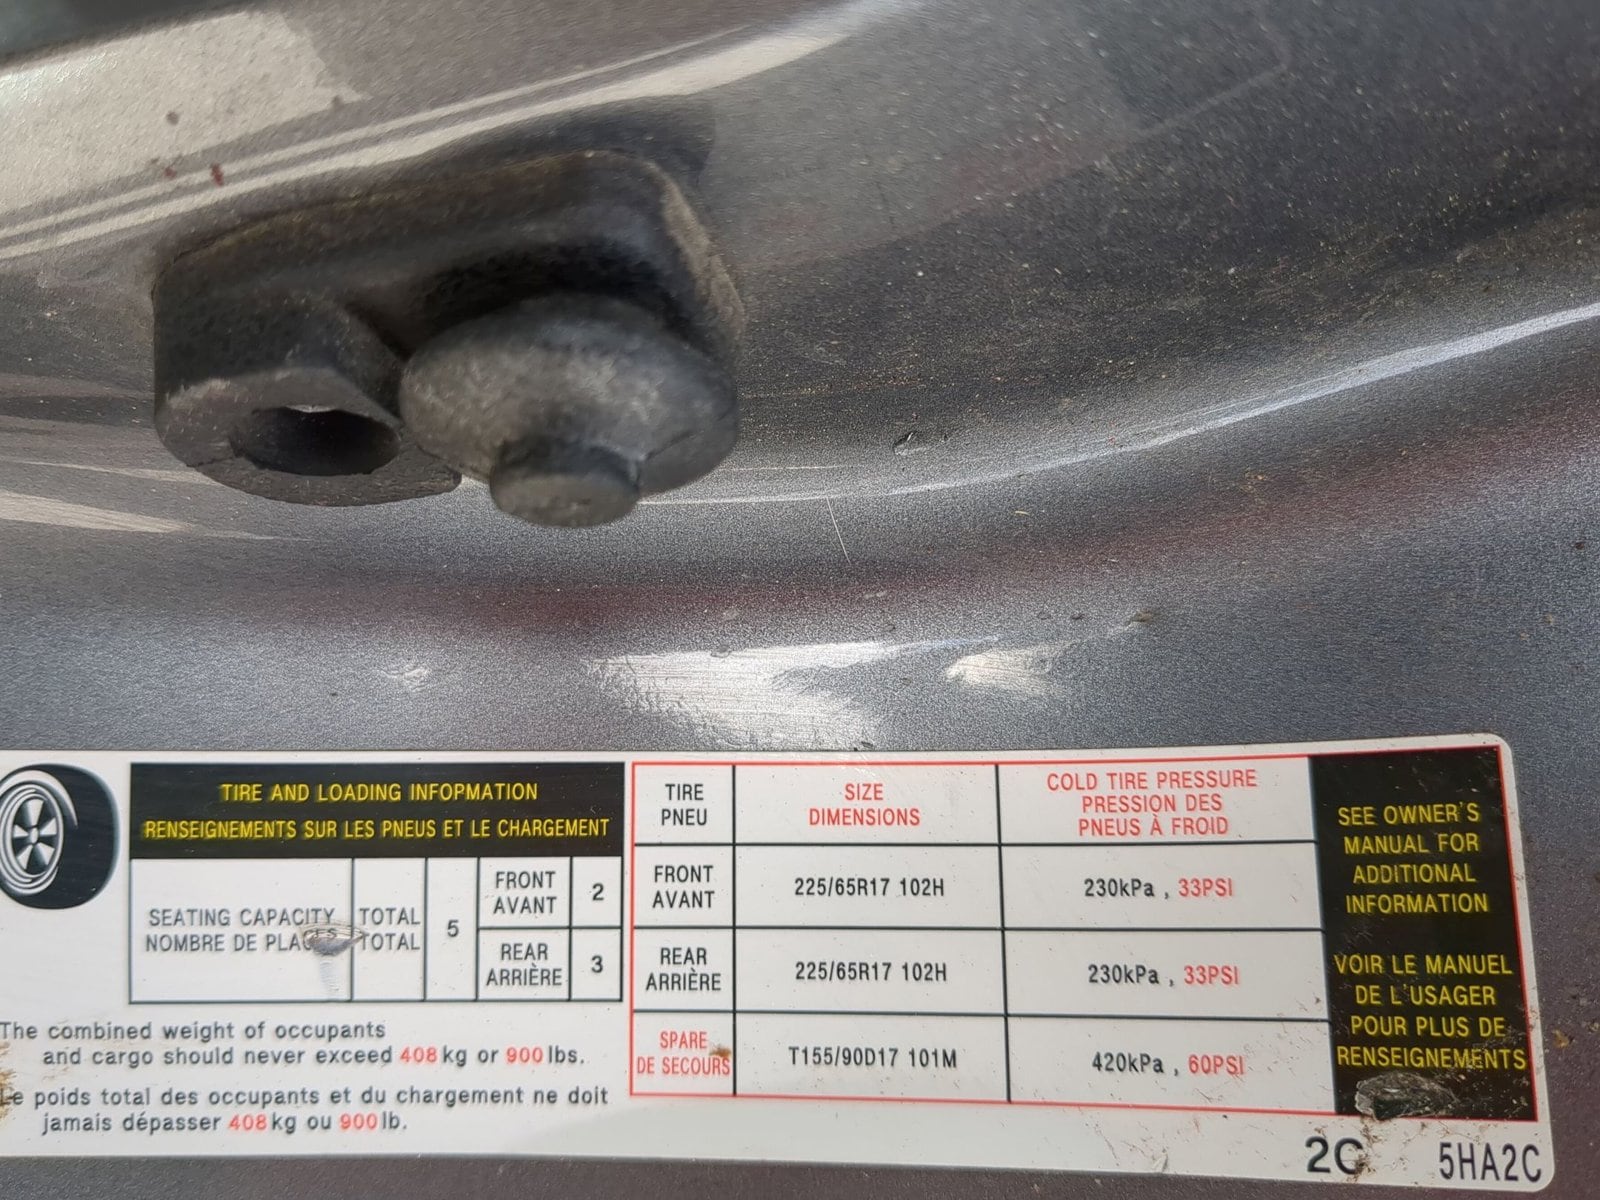 TIRE AND LOADING INFOPMATION
RENSEIGNEMENTS SUR LES PNEUS ET LE CHARGEMENT
SEATING CAPACITY
NOMBRE DE PLACES
TOTAL
TOTAL
5
FRONT
AVANT
2
REAR
ARRIÈRE
3
The combined weight of occupants
and cargo should never exceed 408 kg or 900 lbs.
Le poids total des occupants et du chargement ne doit
jamais dépasser 408 kg ou 900 lb.
TIRE
PNEU
SIZE
DIMENSIONS
COLD TIRE PRESSURE
PRESSION DES
PNEUS À FROID
FRONT
AVANT
225/65R17 102H
230kPa , 33PSI
REAR
ARRIÈRE
225/65R17 102H
230kPa , 33PSI
SPARE
DE SECOURS
T155/90D17 101M
420kPa , 60PSI
SEE OWNER'S
MANUAL FOR
ADDITIONAL
INFORMATION
VOIR LE MANUEL
DE L'USAGER
POUR PLUS DE
RENSEIGNEMENTS
2C 5HA2C